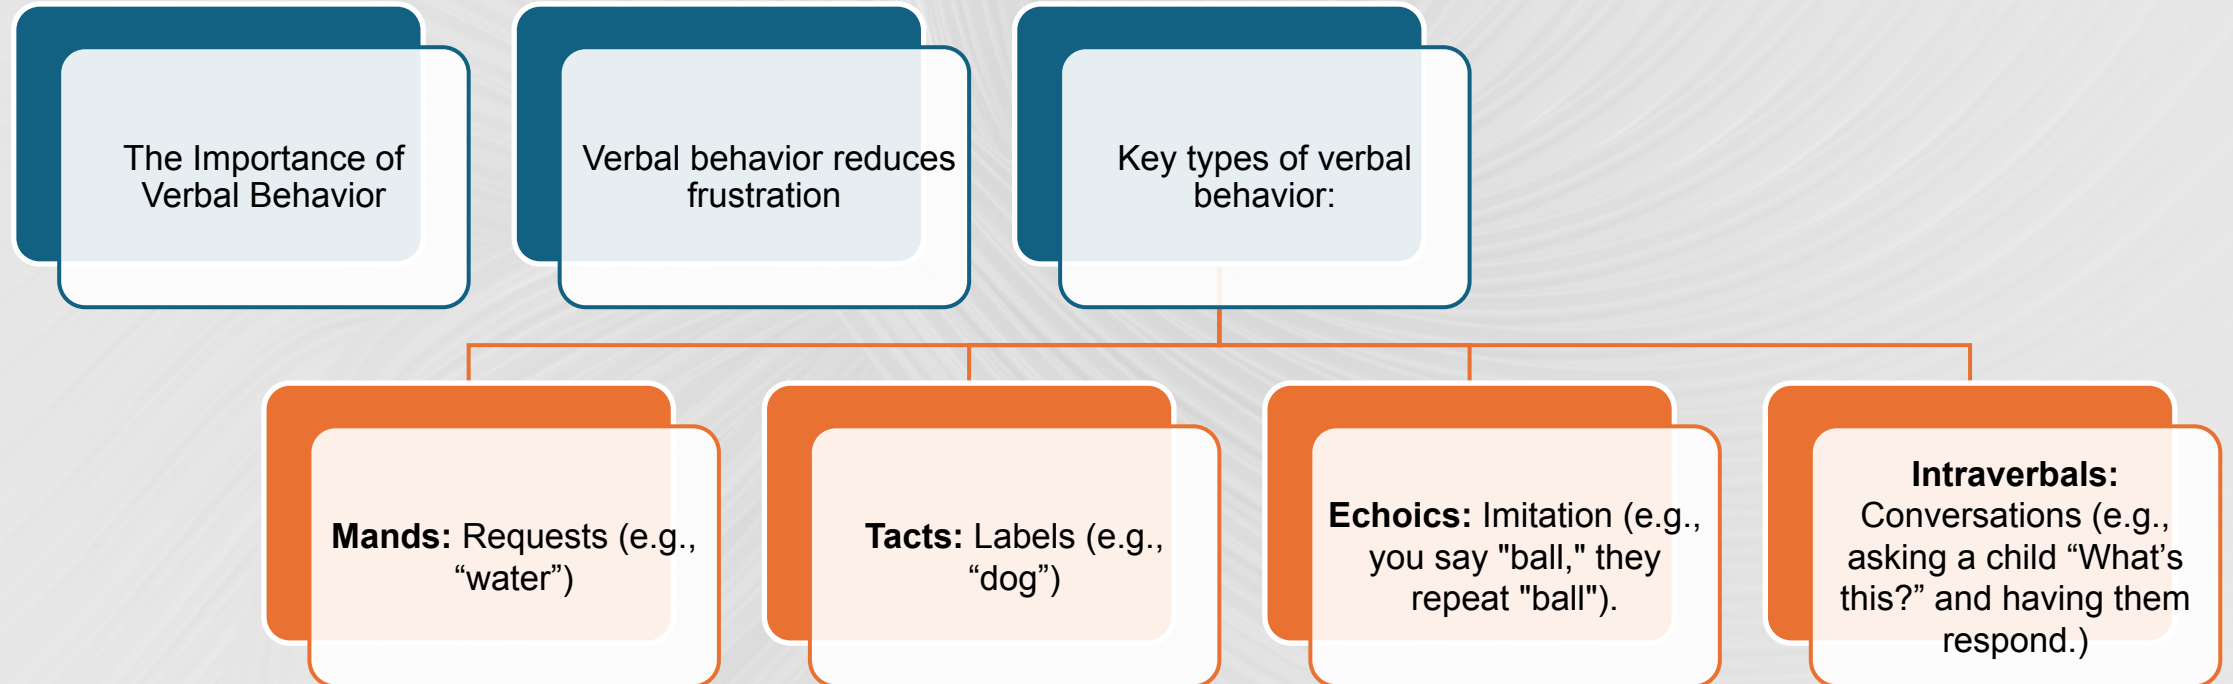 The Importance of
Verbal Behavior
Verbal behavior reduces
frustration
Key types of verbal
behavior:
Mands: Requests (e.g.,
“water”)
Tacts: Labels (e.g.,
“dog”)
Echoics: Imitation (e.g.,
you say "ball," they
repeat "ball").
Intraverbals:
Conversations (e.g.,
asking a child “What’s
this?” and having them
respond.)